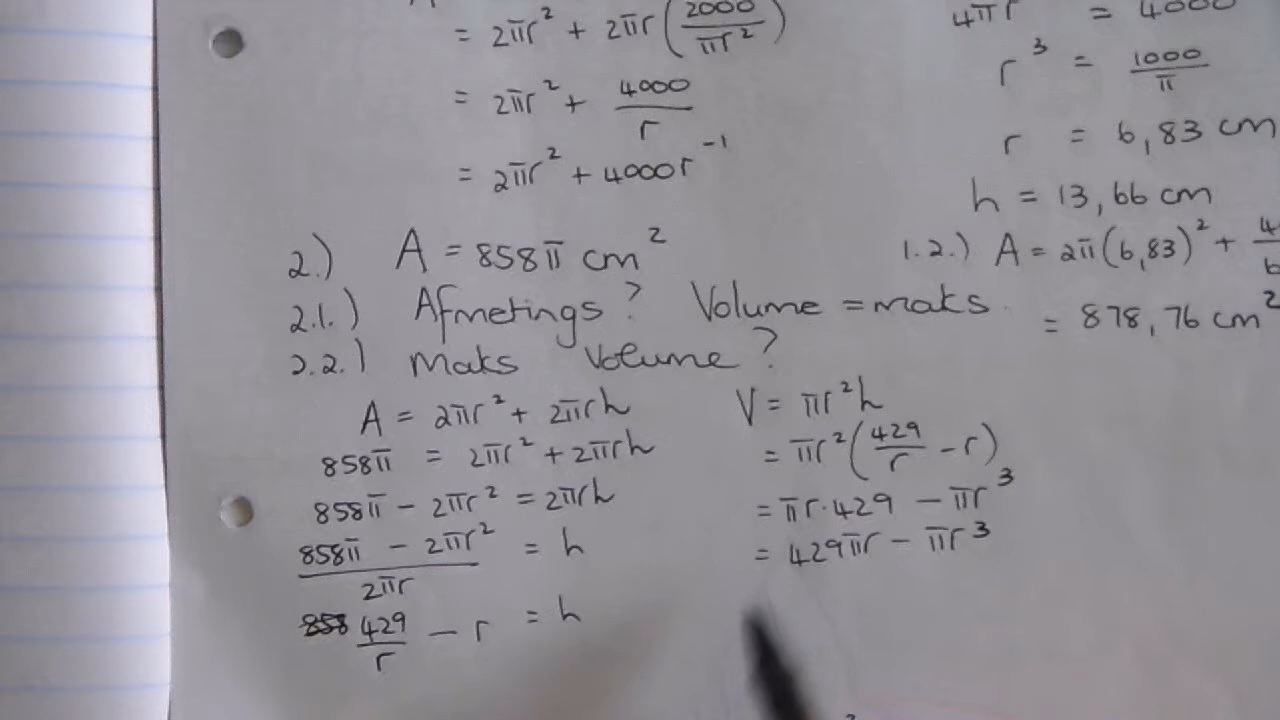 = 2πr² + 2πr(2000/πr²)
= 2πr² + 4000/r
= 2πr² + 4000r⁻¹
4πr = 4000
r³ = 1000/π
r = 6,83 cm
h = 13,66 cm
1.2.) A = 2π(6,83)² +
= 878,76 cm²
2.) A = 858π cm²
2.1.) Afmetings? Volume = maks.
2.2.) Maks Volume?
A = 2πr² + 2πrh
858π = 2πr² + 2πrh
858π − 2πr² = 2πrh
(858π − 2πr²)/2πr = h
429/r − r = h
V = πr²h
= πr²(429/r − r)
= πr·429 − πr³
= 429πr − πr³